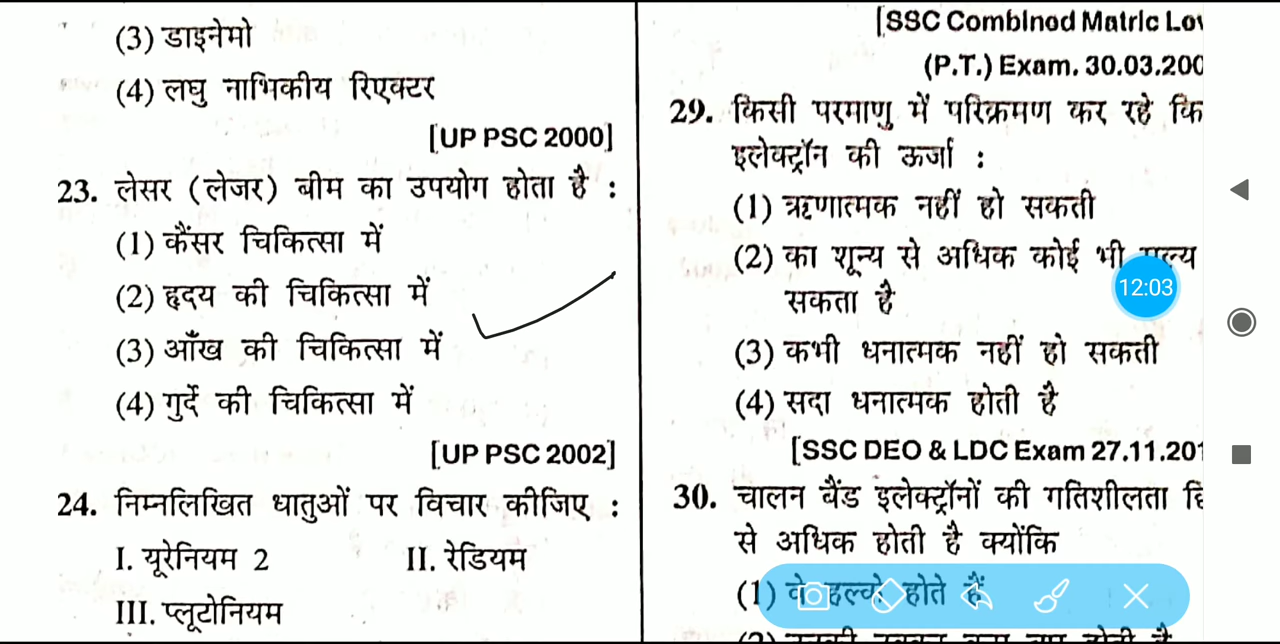 (3) डाइनेमो
(4) लघु नाभिकीय रिएक्टर
[UP PSC 2000]
23. लेसर (लेजर) बीम का उपयोग होता है :
(1) कैंसर चिकित्सा में
(2) हृदय की चिकित्सा में
(3) आँख की चिकित्सा में
(4) गुर्दे की चिकित्सा में
[UP PSC 2002]
24. निम्नलिखित धातुओं पर विचार कीजिए :
I. यूरेनियम 2 II. रेडियम
III. प्लूटोनियम
[SSC Combined Matric
(P.T.) Exam. 30.03.200
29. किसी परमाणु में परिक्रमण कर रहे
इलेक्ट्रॉन की ऊर्जा :
(1) ऋणात्मक नहीं हो सकती
(2) का शून्य से अधिक कोई भी
सकता है
(3) कभी धनात्मक नहीं हो सकती
(4) सदा धनात्मक होती है
[SSC DEO & LDC Exam 27.11.201
30. चालन बैंड इलेक्ट्रॉनों की गतिशीलता
से अधिक होती है क्योंकि
(1) वे हल्के होते हैं
12:03